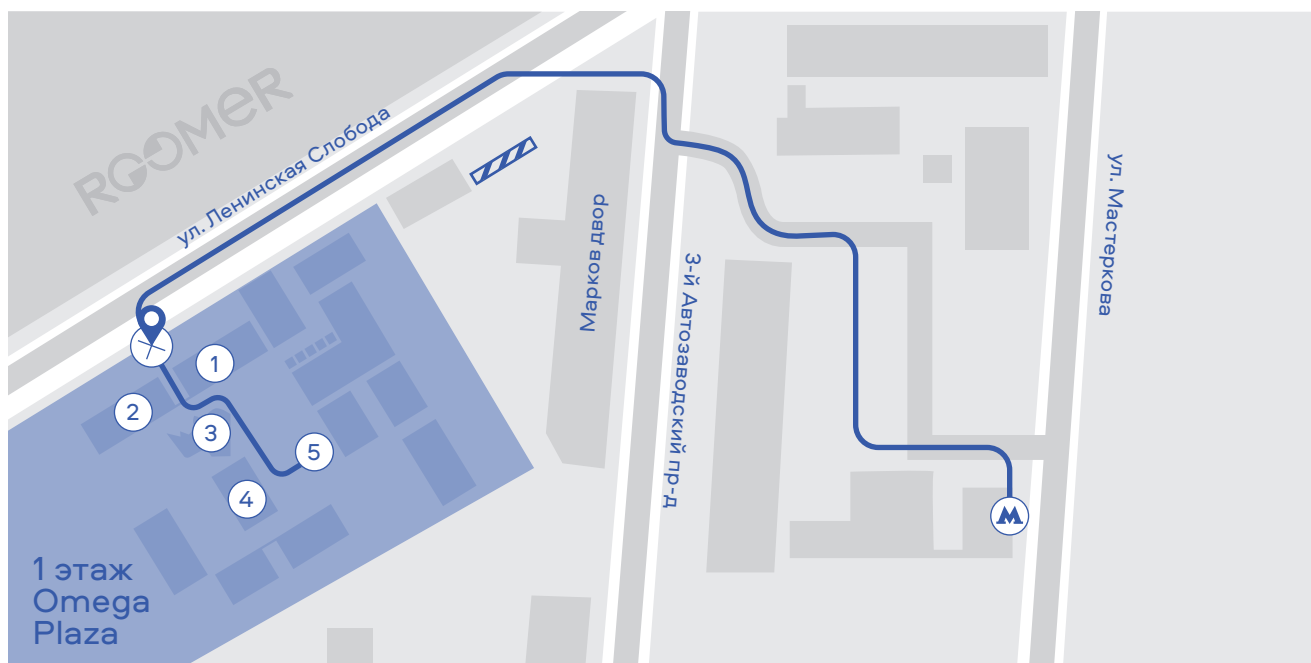 ROOMER
ул. Ленинская Слобода
Марков двор
3-й Автозаводский пр-д
ул. Мастеркова
1
2
3
5
4
М
1 этаж
Omega
Plaza